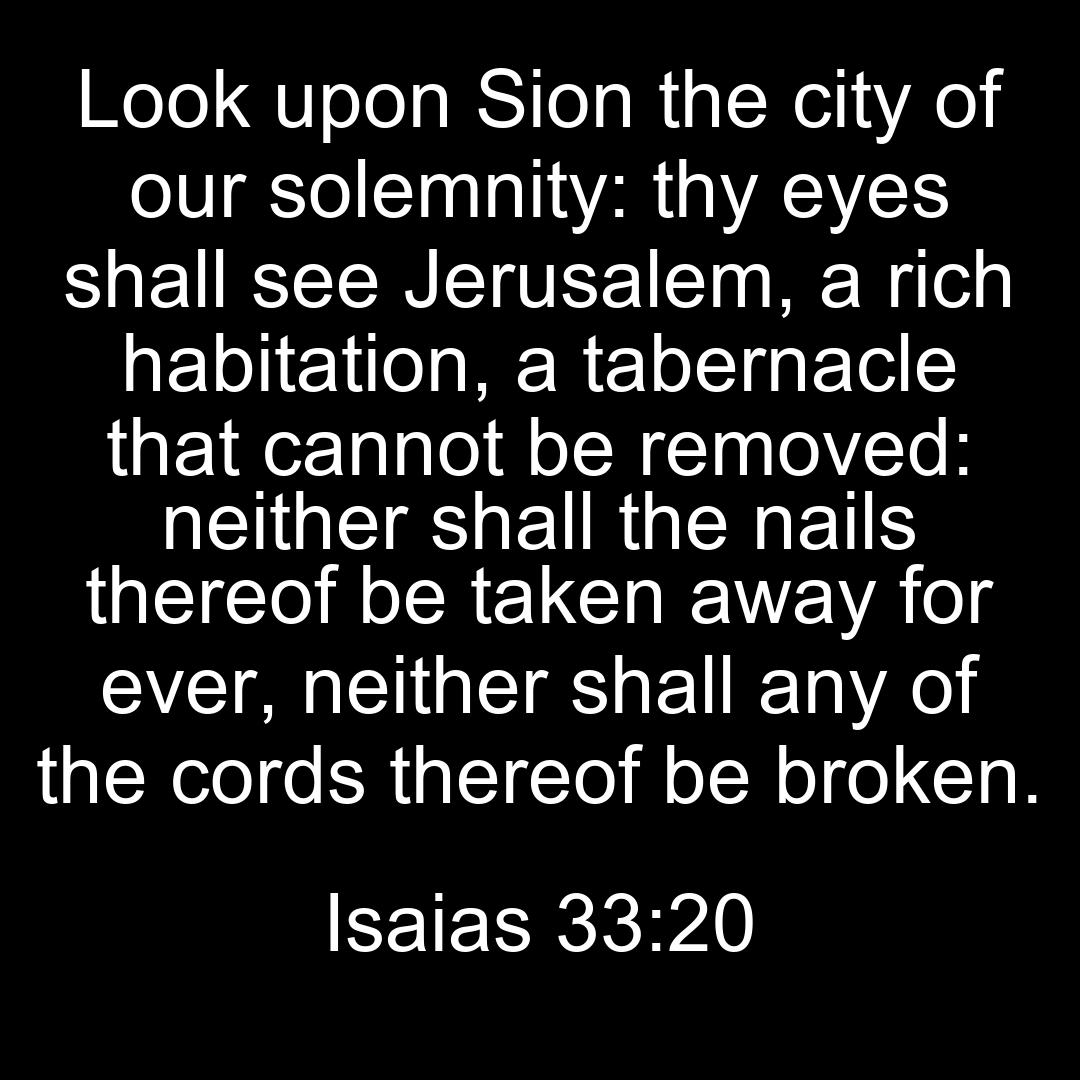 Look upon Sion the city of
our solemnity: thy eyes
shall see Jerusalem, a rich
habitation, a tabernacle
that cannot be removed:
neither shall the nails
thereof be taken away for
ever, neither shall any of
the cords thereof be broken.
Isaias 33:20